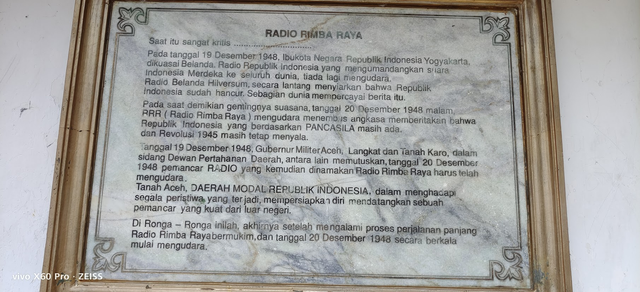 RADIO RIMBA RAYA
Saat itu sangat kritis ........................
Pada tanggal 19 Desember 1948, Ibukota Negara Republik Indonesia Yogyakarta,
dikuasai Belanda. Radio Republik Indonesia yang mengumandangkan suara
Indonesia Merdeka ke seluruh dunia, tiada lagi mengudara.
Radio Belanda Hilversum, secara lantang menyiarkan bahwa Republik
Indonesia sudah hancur. Sebagian dunia mempercayai berita itu.
Pada saat demikian gentingnya suasana, tanggal 20 Desember 1948 malam,
RRR ( Radio Rimba Raya ) mengudara menembus angkasa memberitakan bahwa
Republik Indonesia yang berdasarkan PANCASILA masih ada.
dan Revolusi 1945 masih tetap menyala.
Tanggal 19 Desember 1948, Gubernur Militer Aceh, Langkat dan Tanah Karo, dalam
sidang Dewan Pertahanan Daerah, antara lain memutuskan, tanggal 20 Desember
1948 pemancar RADIO yang kemudian dinamakan Radio Rimba Raya harus telah
mengudara.
Tanah Aceh, DAERAH MODAL REPUBLIK INDONESIA, dalam menghadapi
segala peristiwa yang terjadi, mempersiapkan diri mendatangkan sebuah
pemancar yang kuat dari luar negeri.
Di Ronga – Ronga inilah, akhirnya setelah mengalami proses perjalanan panjang
Radio Rimba Raya bermukim, dan tanggal 20 Desember 1948 secara berkala
mulai mengudara.
vivo X60 Pro · ZEISS